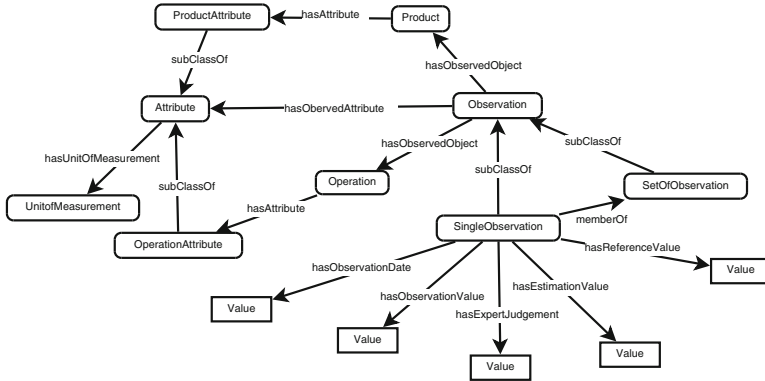 ProductAttribute
hasAttribute
Product
subClassOf
hasObservedObject
Attribute
hasObervedAttribute
Observation
hasUnitOfMeasurement
hasObservedObject
subClassOf
subClassOf
subClassOf
Operation
SetOfObservation
UnitofMeasurement
hasAttribute
memberOf
SingleObservation
OperationAttribute
hasReferenceValue
hasObservationDate
Value
hasEstimationValue
hasObservationValue
Value
hasExpertJudgement
Value
Value
Value